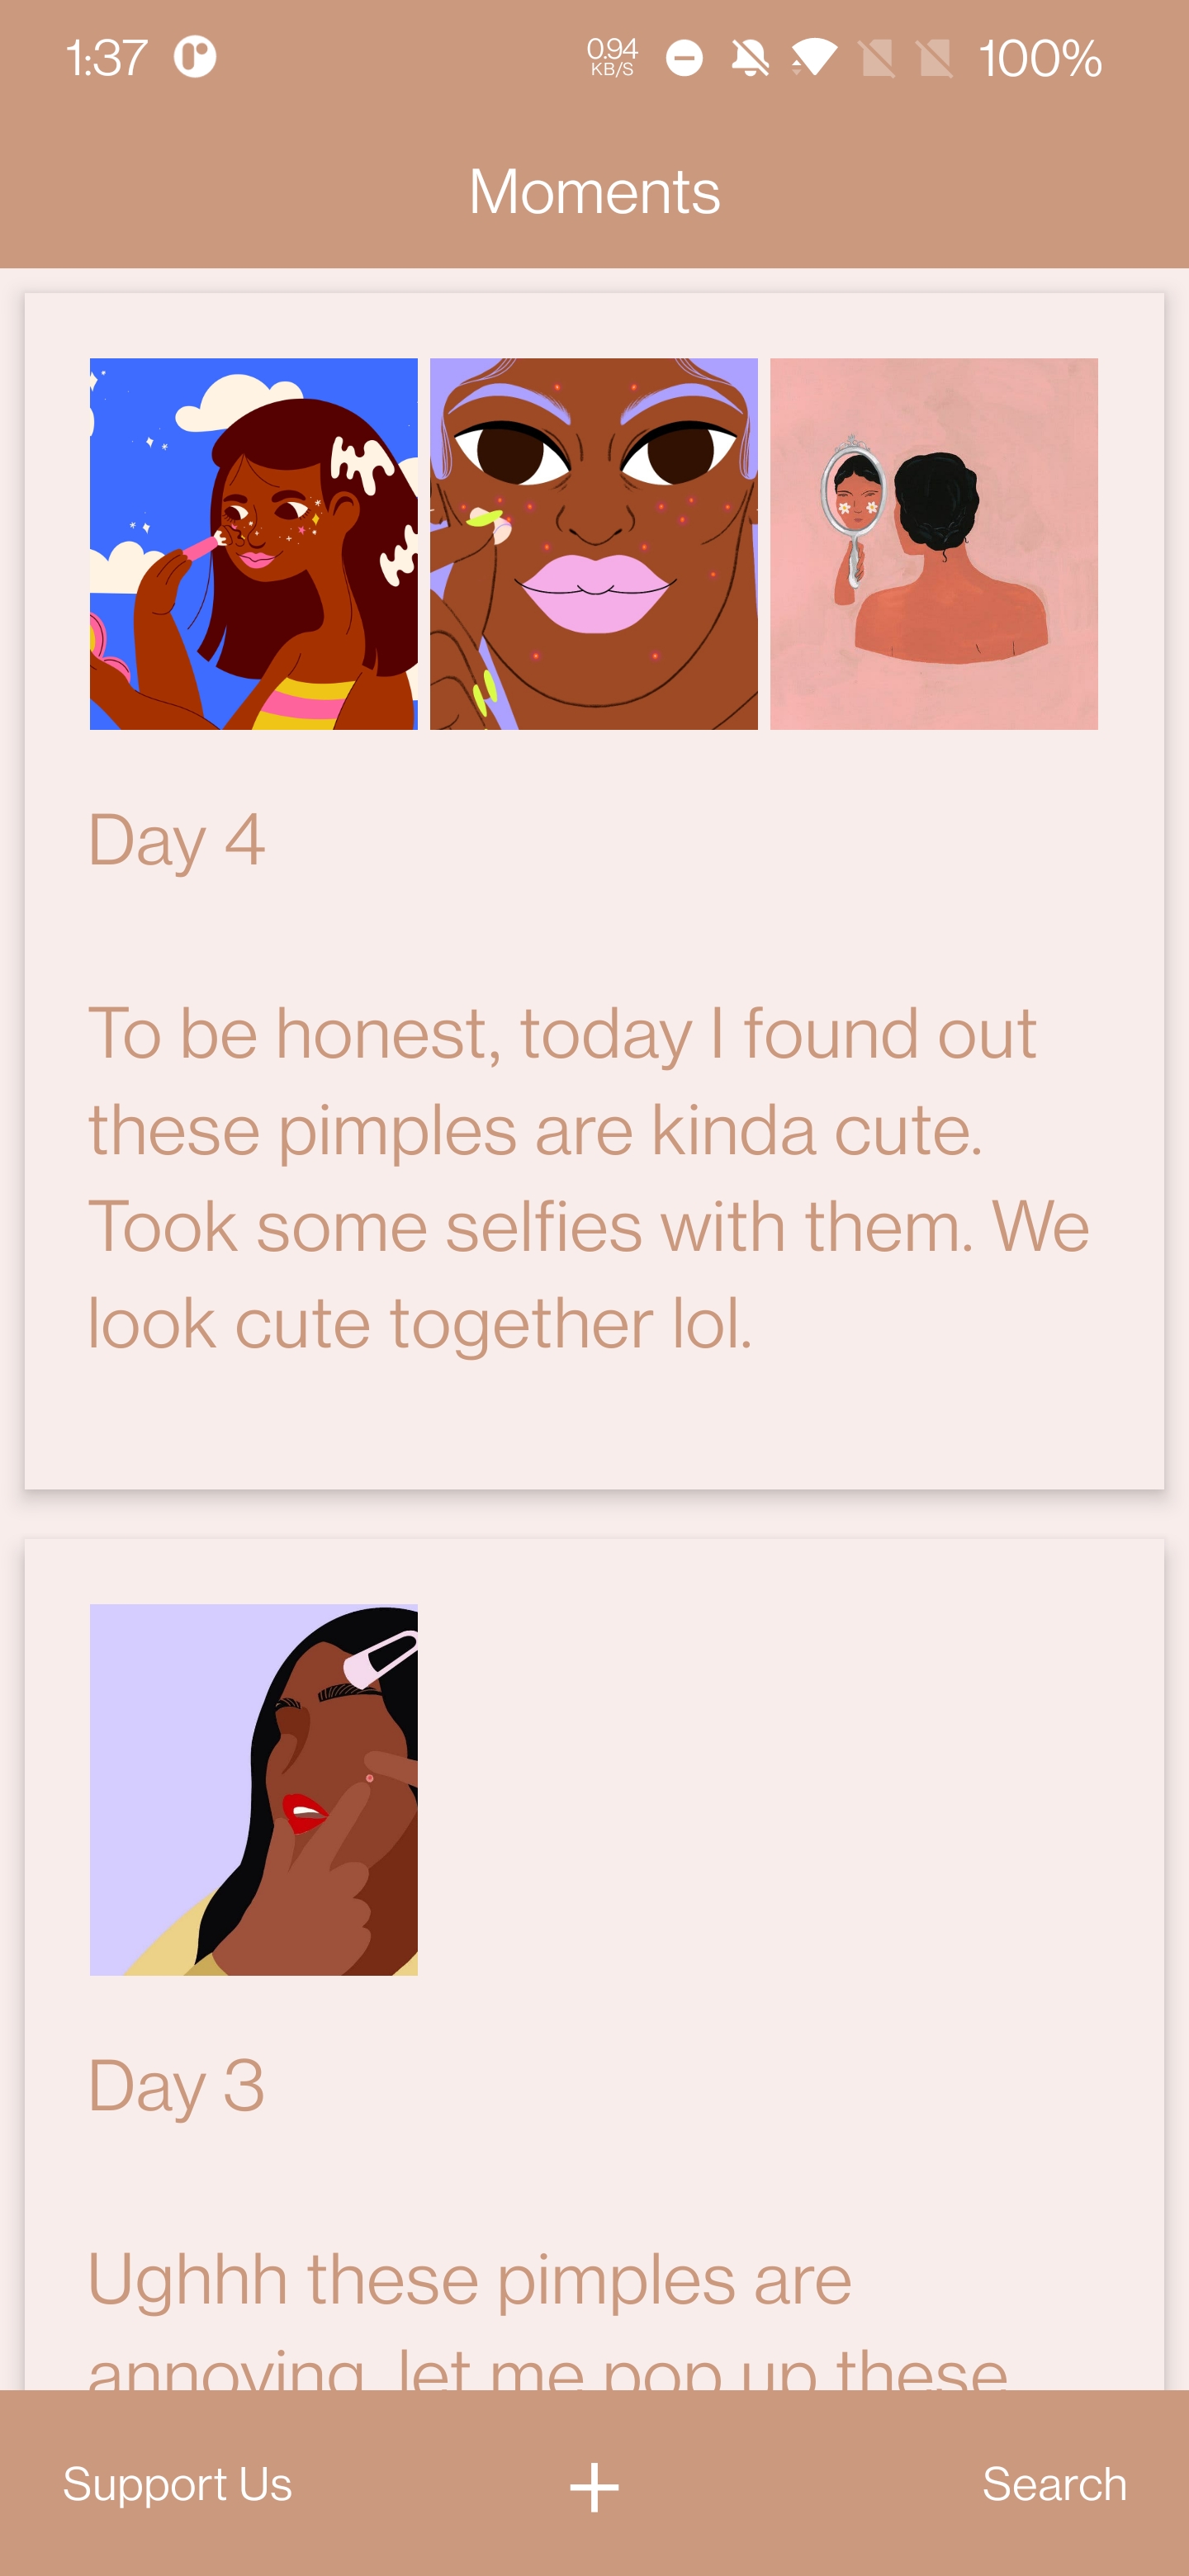 1:37
0.94
KB/S
100%
Moments
Day 4
To be honest, today I found out
these pimples are kinda cute.
Took some selfies with them. We
look cute together lol.
Day 3
Ughhh these pimples are
annoying, let me pop up these
Support Us
+
Search